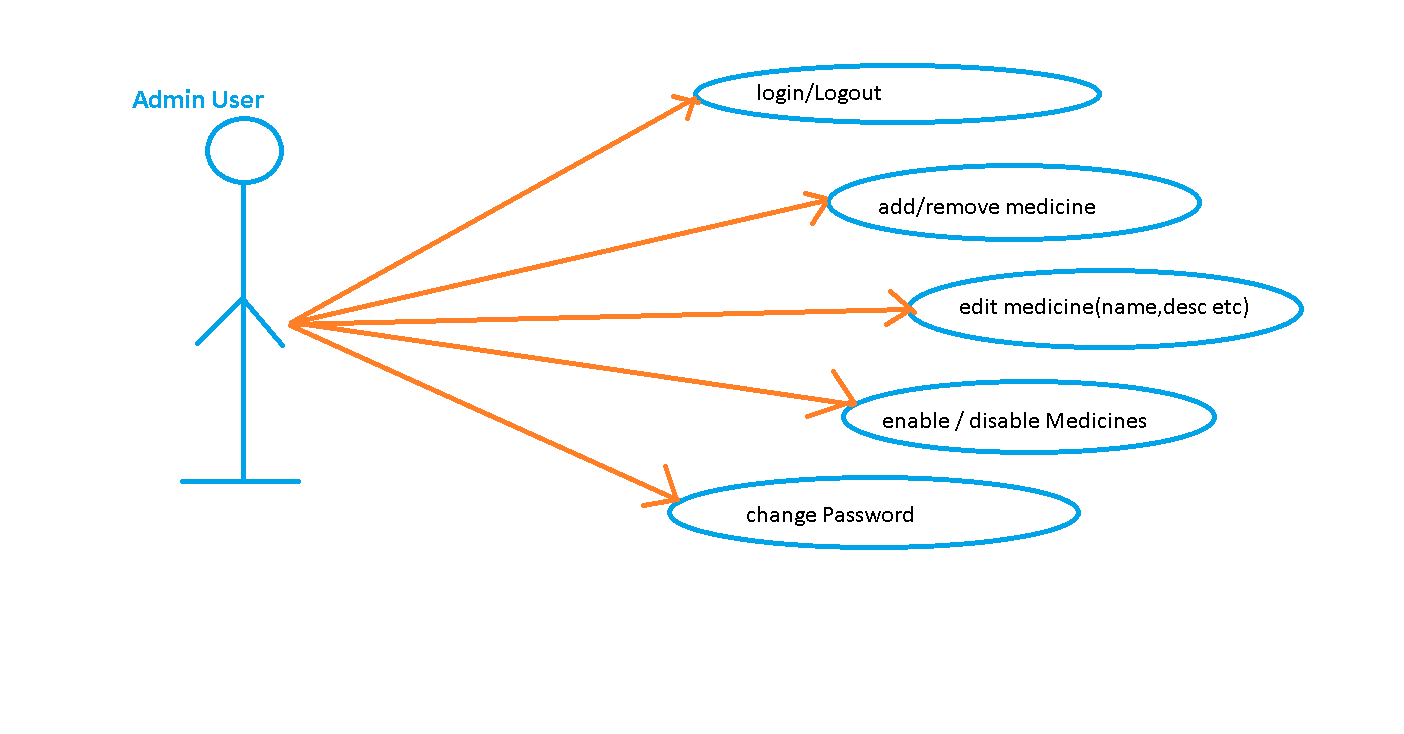 Admin User
login/Logout
add/remove medicine
edit medicine(name,desc etc)
enable / disable Medicines
change Password